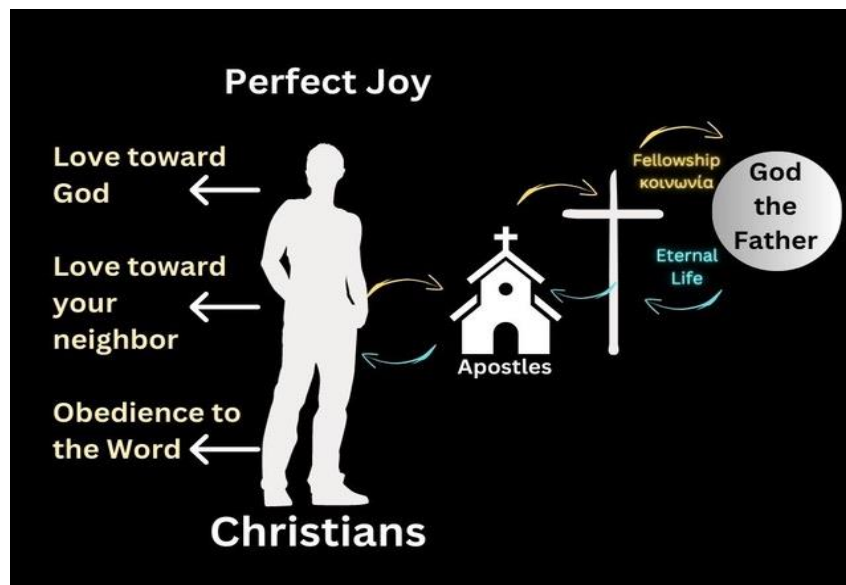 Perfect Joy
Love toward
God
Love toward
your
neighbor
Obedience to
the Word
Christians
Apostles
Fellowship
κοινωνία
Eternal
Life
God
the
Father